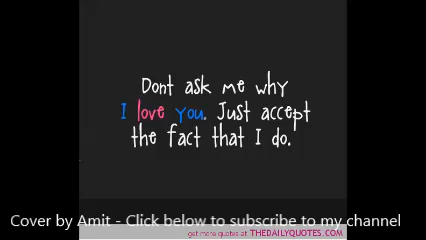 Dont ask me why
I love you. Just accept
the fact that I do.
Cover by Amit - Click below to subscribe to my channel
get more quotes at THEDAILYQUOTES.COM